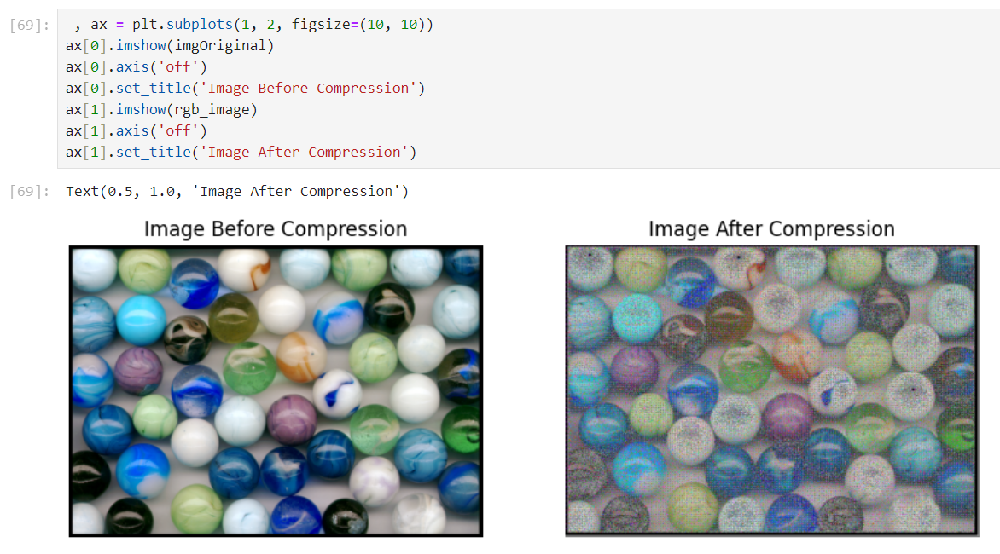 [69]: _, ax = plt.subplots(1, 2, figsize=(10, 10))
ax[0].imshow(imgOriginal)
ax[0].axis('off')
ax[0].set_title('Image Before Compression')
ax[1].imshow(rgb_image)
ax[1].axis('off')
ax[1].set_title('Image After Compression')
[69]: Text(0.5, 1.0, 'Image After Compression')
Image Before Compression
Image After Compression